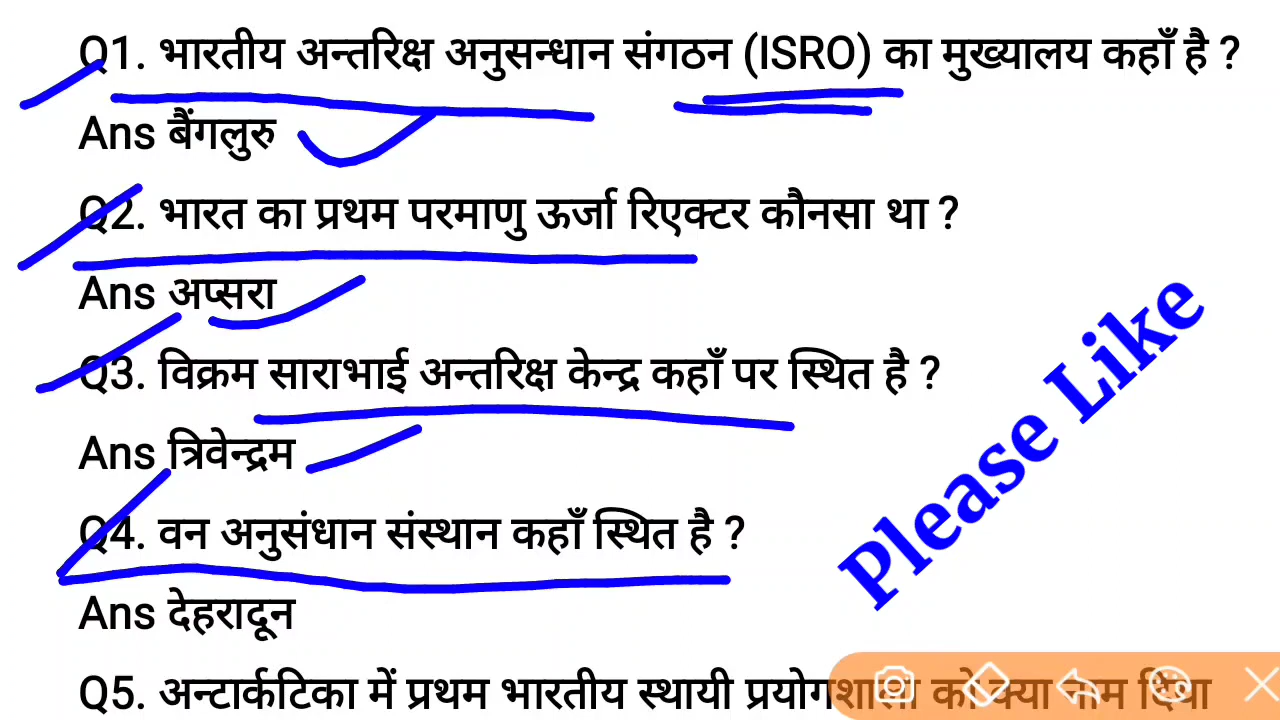 Q1. भारतीय अन्तरिक्ष अनुसन्धान संगठन (ISRO) का मुख्यालय कहाँ है ?
Ans बैंगलुरु
Q2. भारत का प्रथम परमाणु ऊर्जा रिएक्टर कौनसा था ?
Ans अप्सरा
Q3. विक्रम साराभाई अन्तरिक्ष केन्द्र कहाँ पर स्थित है ?
Ans त्रिवेन्द्रम
Q4. वन अनुसंधान संस्थान कहाँ स्थित है ?
Ans देहरादून
Q5. अन्टार्कटिका में प्रथम भारतीय स्थायी प्रयोगशाला को क्या नाम दिया
Please Like